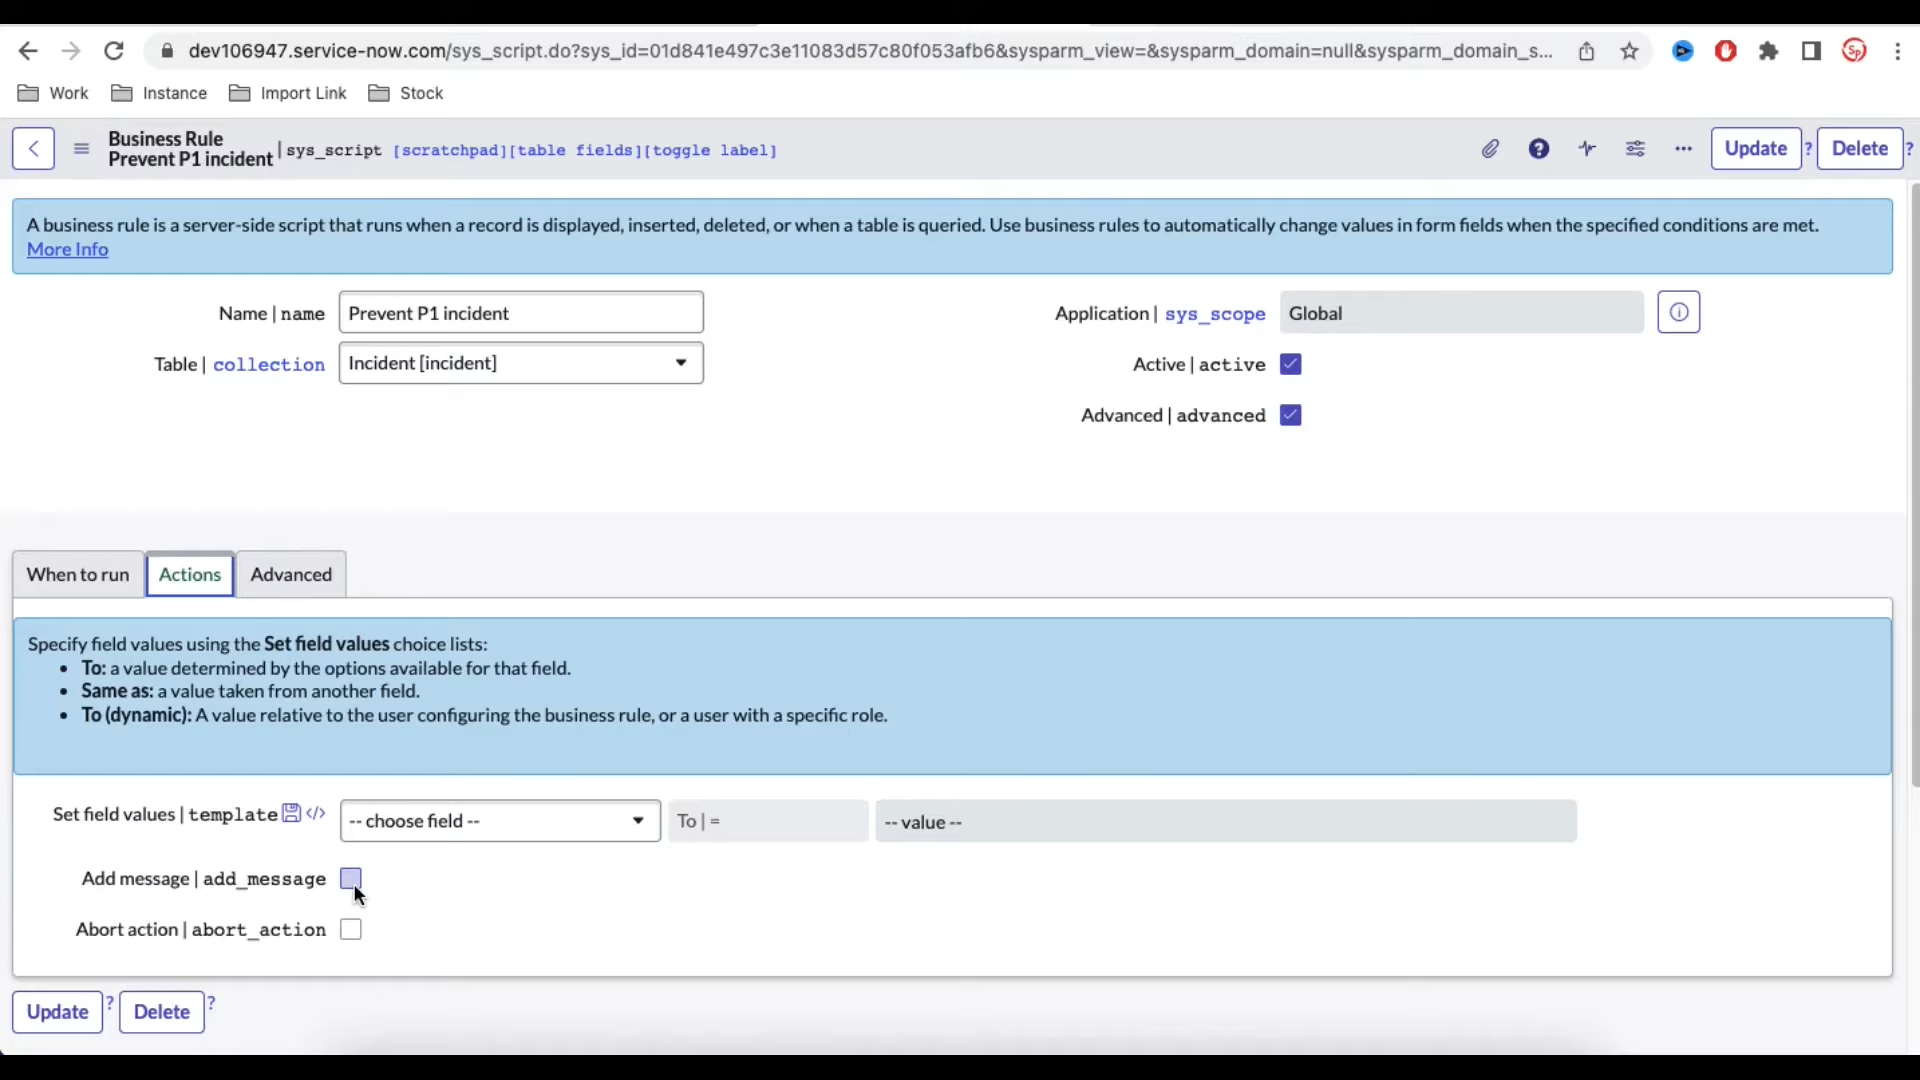 dev106947.service-now.com/sys_script.do?sys_id=01d841e497c3e11083d57c80f053afb6&sysparm_view=&sysparm_domain=null&sysparm_domain_s...
Sp
Work Instance Import Link Stock
Business Rule
Prevent P1 incident | sys_script [scratchpad][table fields][toggle label]
Update ? Delete ?
A business rule is a server-side script that runs when a record is displayed, inserted, deleted, or when a table is queried. Use business rules to automatically change values in form fields when the specified conditions are met.
More Info
Name | name Prevent P1 incident
Application | sys_scope Global
Table | collection Incident [incident]
Active | active
Advanced | advanced
When to run Actions Advanced
Specify field values using the Set field values choice lists:
• To: a value determined by the options available for that field.
• Same as: a value taken from another field.
• To (dynamic): A value relative to the user configuring the business rule, or a user with a specific role.
Set field values | template </> -- choose field -- To | = -- value --
Add message | add_message
Abort action | abort_action
Update ? Delete ?